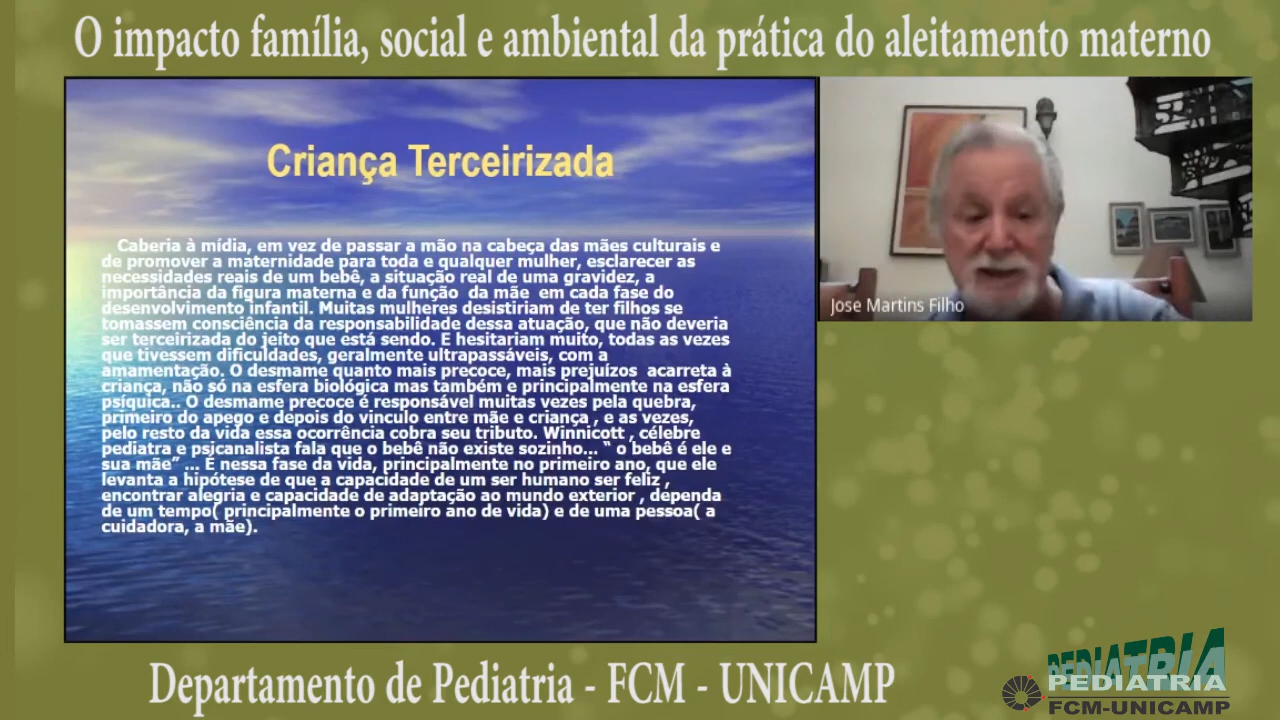 O impacto família, social e ambiental da prática do aleitamento materno
Criança Terceirizada
Caberia à mídia, em vez de passar a mão na cabeça das mães culturais e
de promover a maternidade para toda e qualquer mulher, esclarecer as
necessidades reais de um bebê, a situação real de uma gravidez, a
importância da figura materna e da função da mãe em cada fase do
desenvolvimento infantil. Muitas mulheres desistiriam de ter filhos se
tomassem consciência da responsabilidade dessa atuação, que não deveria
ser terceirizada do jeito que está sendo. E hesitariam muito, todas as vezes
que tivessem dificuldades, geralmente ultrapassáveis, com a
amamentação. O desmame quanto mais precoce, mais prejuízos acarreta à
criança, não só na esfera biológica mas também e principalmente na esfera
psíquica.. O desmame precoce é responsável muitas vezes pela quebra,
primeiro do apego e depois do vinculo entre mãe e criança , e as vezes,
pelo resto da vida essa ocorrência cobra seu tributo. Winnicott , célebre
pediatra e psicanalista fala que o bebê não existe sozinho... “ o bebê é ele e
sua mãe” ... É nessa fase da vida, principalmente no primeiro ano, que ele
levanta a hipótese de que a capacidade de um ser humano ser feliz ,
encontrar alegria e capacidade de adaptação ao mundo exterior , dependa
de um tempo( principalmente o primeiro ano de vida) e de uma pessoa( a
cuidadora, a mãe).
Jose Martins Filho
Departamento de Pediatria - FCM - UNICAMP
PEDIATRIA
PEDIATRIA
FCM-UNICAMP